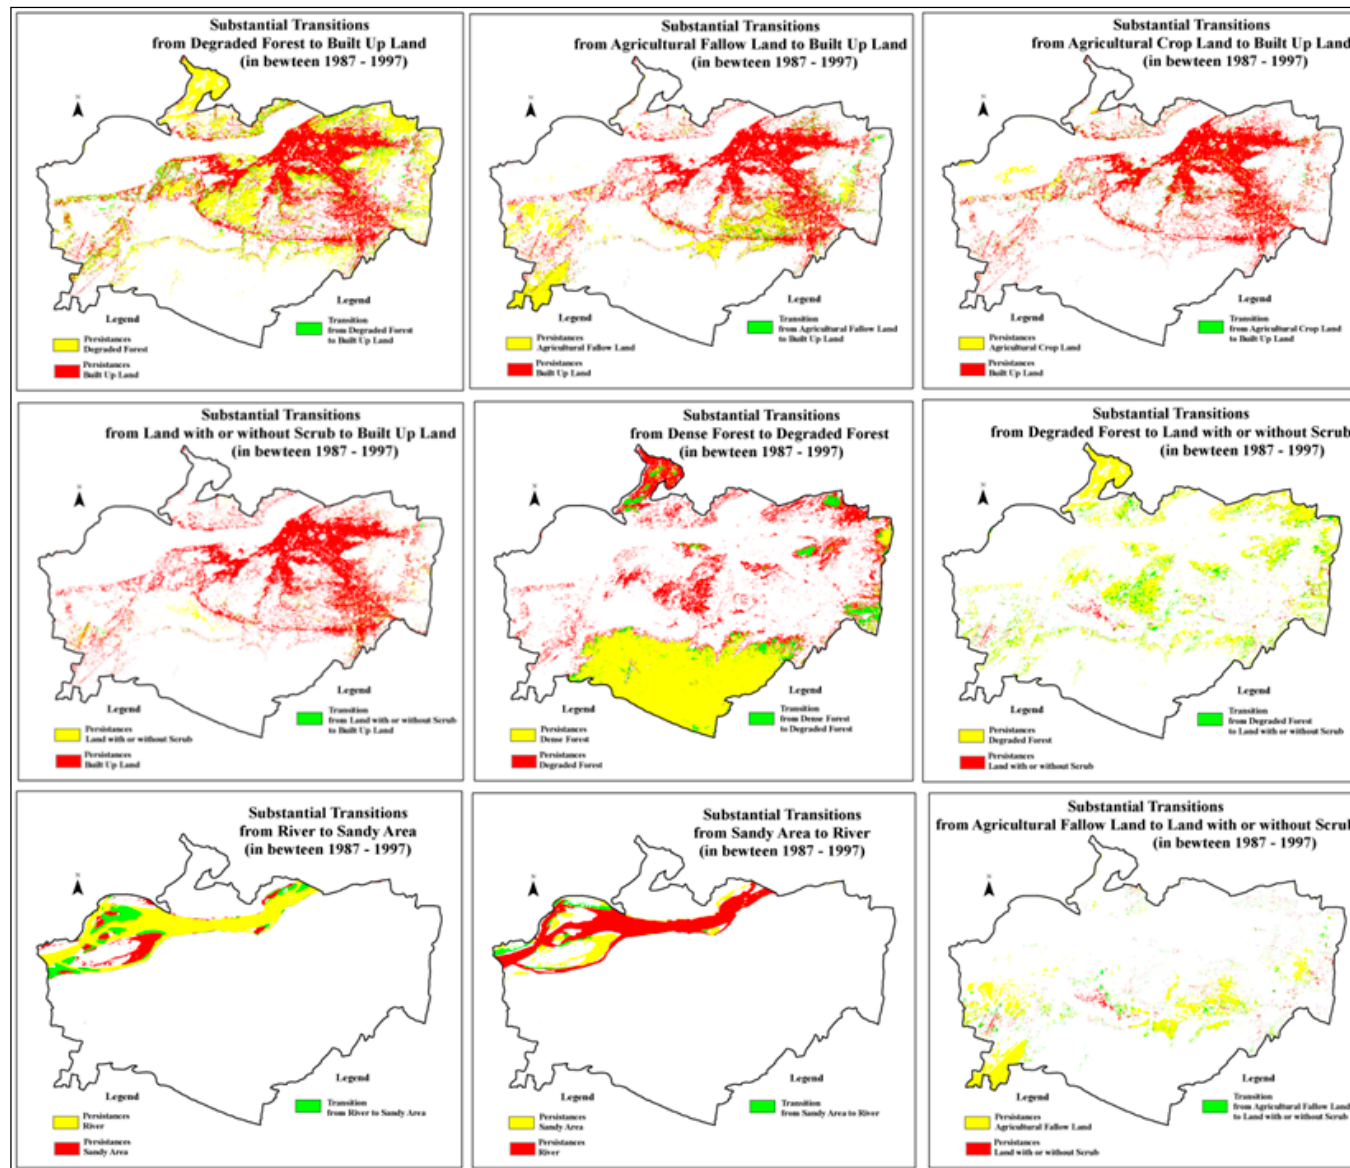 Substantial Transitions
from Degraded Forest to Built Up Land
(in bewteen 1987 - 1997)
N
Legend
Legend
Transition
from Degraded Forest
to Built Up Land
Persistances
Degraded Forest
Persistances
Built Up Land
Substantial Transitions
from Agricultural Fallow Land to Built Up Land
(in bewteen 1987 - 1997)
N
Legend
Legend
Transition
from Agricultural Fallow Land
to Built Up Land
Persistances
Agricultural Fallow Land
Persistances
Built Up Land
Substantial Transitions
from Agricultural Crop Land to Built Up Land
(in bewteen 1987 - 1997)
N
Legend
Legend
Transition
from Agricultural Crop Land
to Built Up Land
Persistances
Agricultural Crop Land
Persistances
Built Up Land
Substantial Transitions
from Land with or without Scrub to Built Up Land
(in bewteen 1987 - 1997)
N
Legend
Legend
Transition
from Land with or without Scrub
to Built Up Land
Persistances
Land with or without Scrub
Persistances
Built Up Land
Substantial Transitions
from Dense Forest to Degraded Forest
(in bewteen 1987 - 1997)
N
Legend
Legend
Transition
from Dense Forest
to Degraded Forest
Persistances
Dense Forest
Persistances
Degraded Forest
Substantial Transitions
from Degraded Forest to Land with or without Scrub
(in bewteen 1987 - 1997)
N
Legend
Legend
Transition
from Degraded Forest
to Land with or without Scrub
Persistances
Degraded Forest
Persistances
Land with or without Scrub
Substantial Transitions
from River to Sandy Area
(in bewteen 1987 - 1997)
N
Legend
Legend
Transition
from River to Sandy Area
Persistances
River
Persistances
Sandy Area
Substantial Transitions
from Sandy Area to River
(in bewteen 1987 - 1997)
N
Legend
Legend
Transition
from Sandy Area to River
Persistances
Sandy Area
Persistances
River
Substantial Transitions
from Agricultural Fallow Land to Land with or without Scrub
(in bewteen 1987 - 1997)
N
Legend
Legend
Transition
from Agricultural Fallow Land
to Land with or without Scrub
Persistances
Agricultural Fallow Land
Persistances
Land with or without Scrub